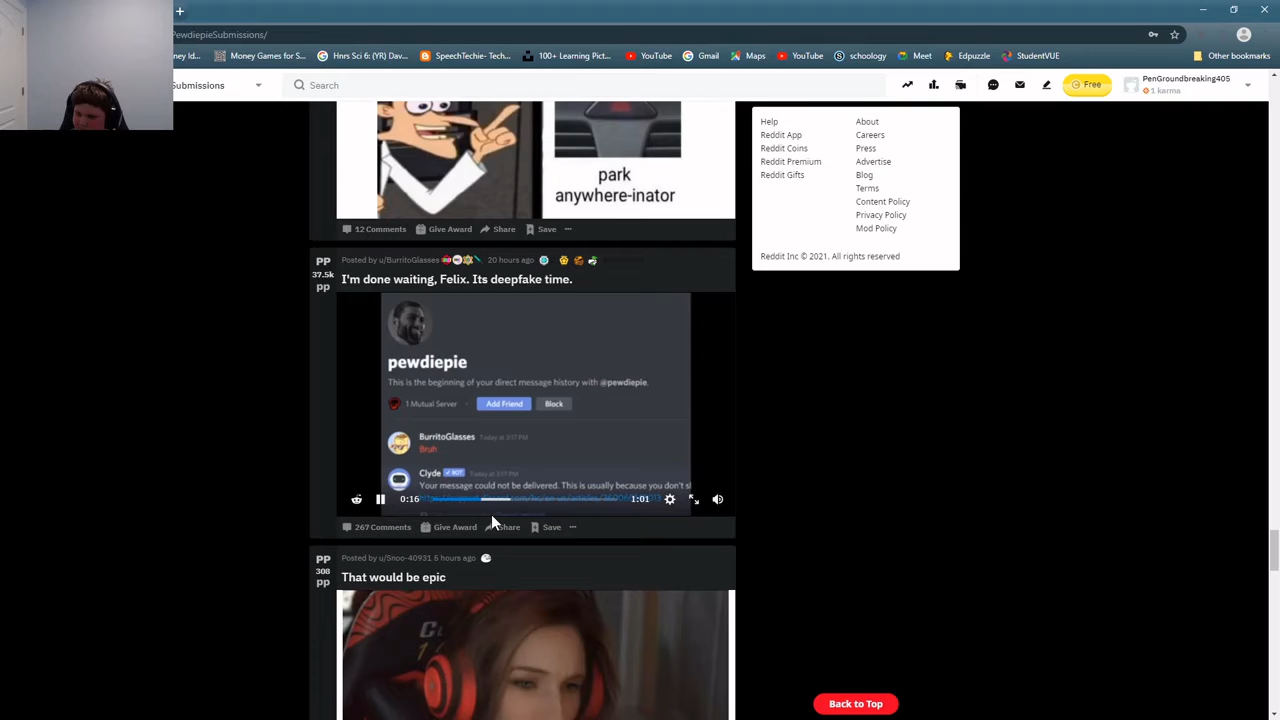 PewdiepieSubmissions/
ney Id...
Money Games for S...
Hnrs Sci 6: (YR) Dav...
SpeechTechie- Tech...
100+ Learning Pict...
YouTube
Gmail
Maps
YouTube
schoology
Meet
Edpuzzle
StudentVUE
Other bookmarks
Submissions
Search
Free
PenGroundbreaking405
1 karma
park
anywhere-inator
12 Comments
Give Award
Share
Save
Help
About
Reddit App
Careers
Reddit Coins
Press
Reddit Premium
Advertise
Reddit Gifts
Blog
Terms
Content Policy
Privacy Policy
Mod Policy
Reddit Inc © 2021. All rights reserved
PP
37.5k
PP
Posted by u/BurritoGlasses
20 hours ago
I'm done waiting, Felix. Its deepfake time.
pewdiepie
This is the beginning of your direct message history with @pewdiepie.
1 Mutual Server
Add Friend
Block
BurritoGlasses Today at 3:17 PM
Bruh
Clyde BOT Today at 3:17 PM
Your message could not be delivered. This is usually because you don't s
0:16
1:01
267 Comments
Give Award
Share
Save
PP
308
PP
Posted by u/Snoo-40931 5 hours ago
That would be epic
Back to Top